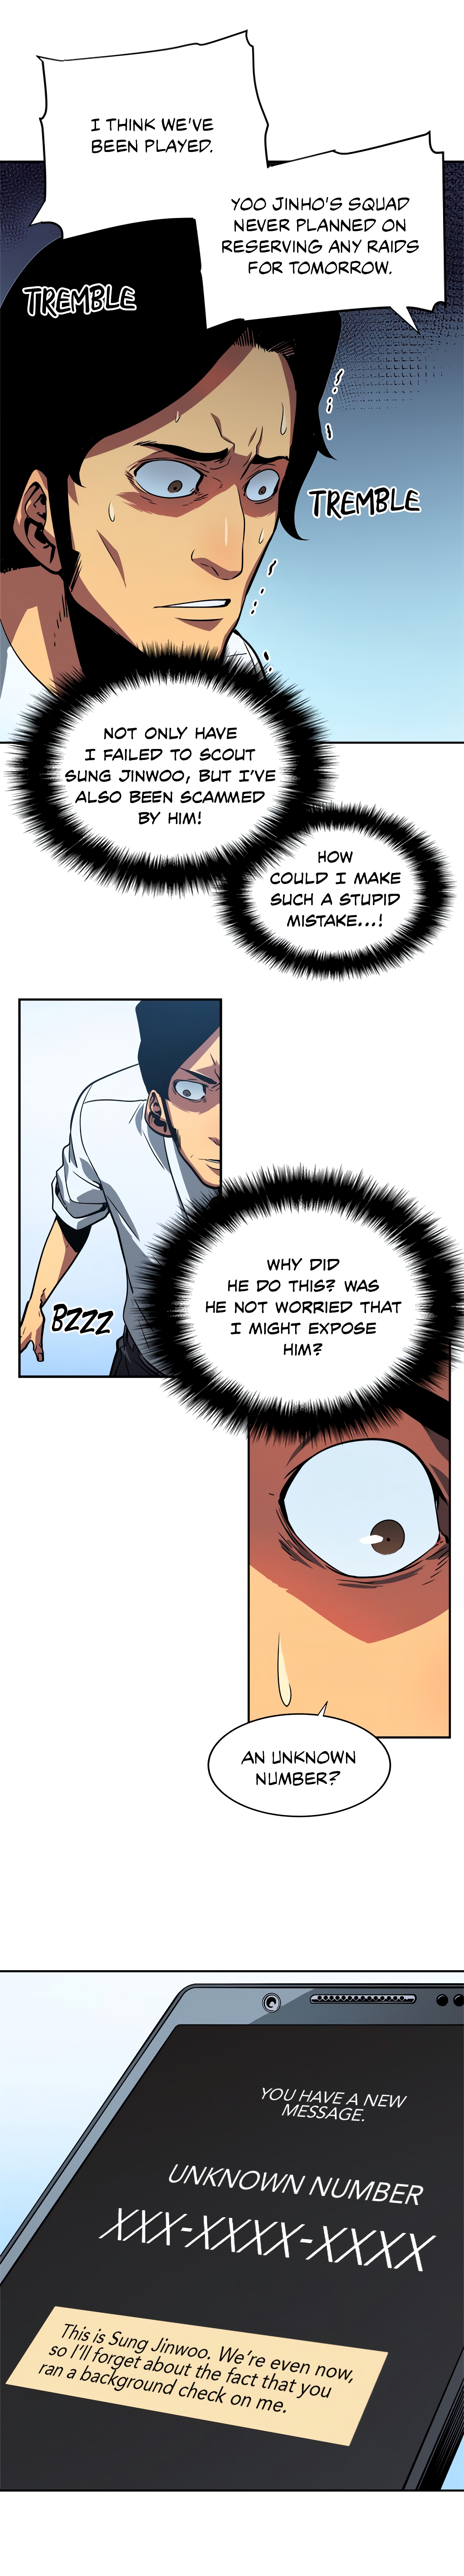 I THINK WE'VE
BEEN PLAYED.
YOO JINHO'S SQUAD
NEVER PLANNED ON
RESERVING ANY RAIDS
FOR TOMORROW.
TREMBLE
TREMBLE
NOT ONLY HAVE
I FAILED TO SCOUT
SUNG JINWOO, BUT I'VE
ALSO BEEN SCAMMED
BY HIM!
HOW
COULD I MAKE
SUCH A STUPID
MISTAKE...!
WHY DID
HE DO THIS? WAS
HE NOT WORRIED THAT
I MIGHT EXPOSE
HIM?
BZZZ
AN UNKNOWN
NUMBER?
YOU HAVE A NEW
MESSAGE.
UNKNOWN NUMBER
XXX-XXXX-XXXX
This is Sung Jinwoo. We're even now,
so I'll forget about the fact that you
ran a background check on me.